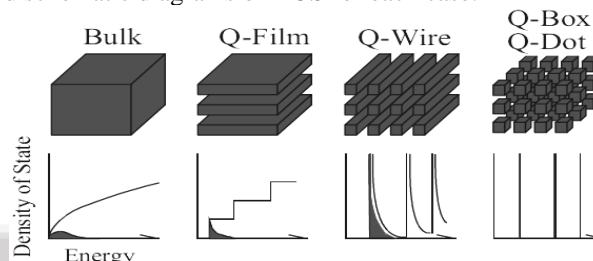 Bulk
Q-Film
Q-Wire
Q-Box
Q-Dot
Density of State
Energy